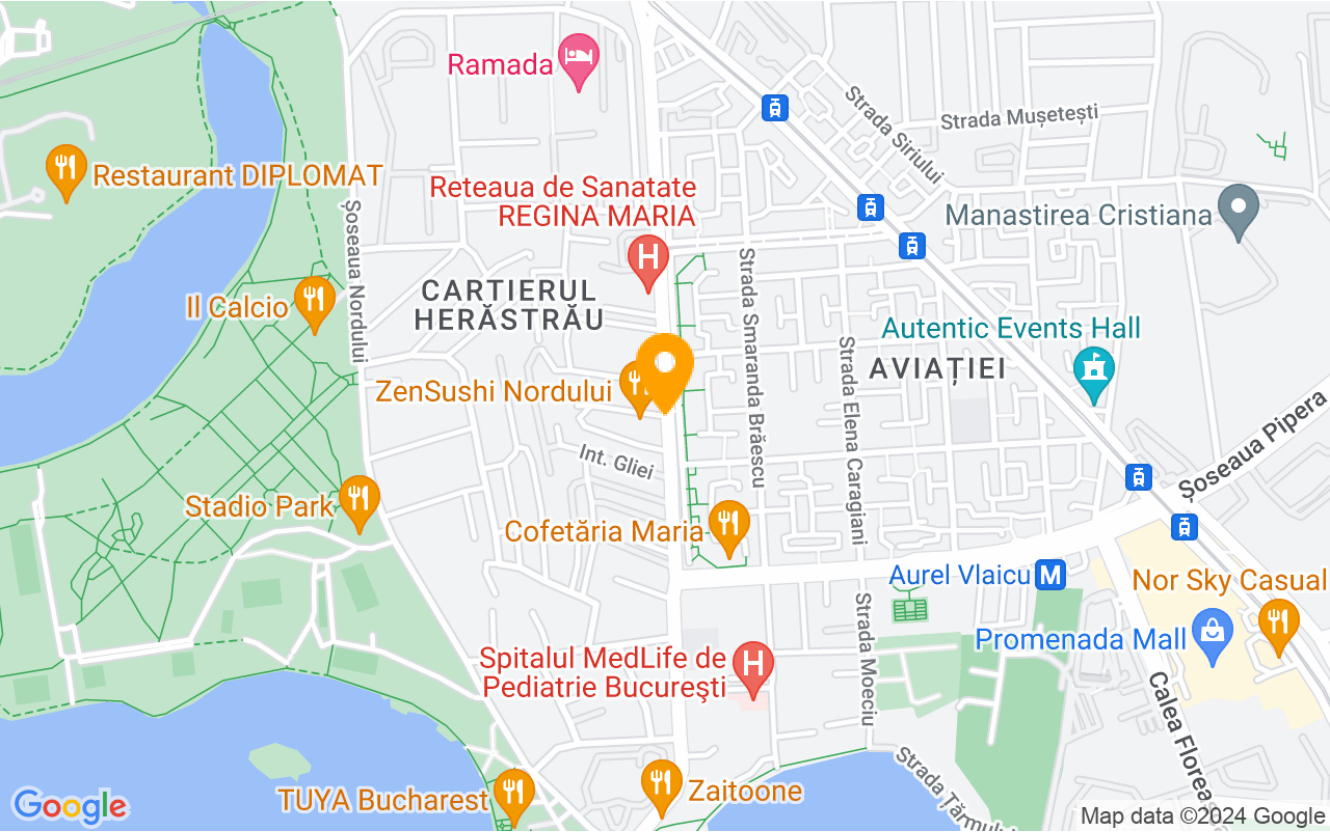 Ramada
Strada Siriului
Strada Mușetești
Restaurant DIPLOMAT
Reteaua de Sanatate
REGINA MARIA
H
Manastirea Cristiana
Șoseaua Nordului
Il Calcio
CARTIERUL
HERĂSTRĂU
Strada Smaranda Brăescu
Autentic Events Hall
Strada Elena Caragiani
AVIAȚIEI
ZenSushi Nordului
Șoseaua Pipera
Int. Gliei
Stadio Park
Cofetăria Maria
Aurel Vlaicu M
Nor Sky Casual
Strada Moeciu
Promenada Mall
Spitalul MedLife de
Pediatrie Bucureşti
H
Calea Floreas
Strada Țărmulu
TUYA Bucharest
Zaitoone
Google
Map data ©2024 Google